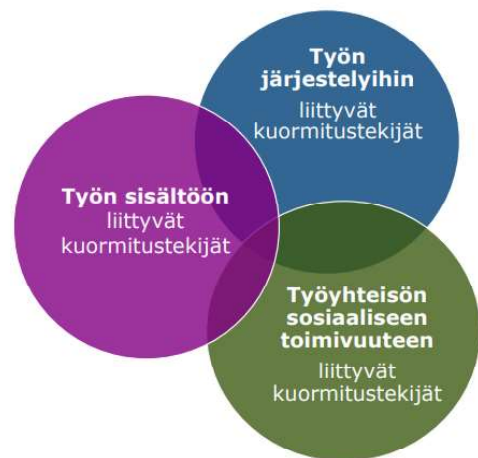 Työn
järjestelyihin
liittyvät
kuormitustekijät
Työn sisältöön
liittyvät
kuormitustekijät
Työyhteisön
sosiaaliseen
toimivuuteen
liittyvät
kuormitustekijät